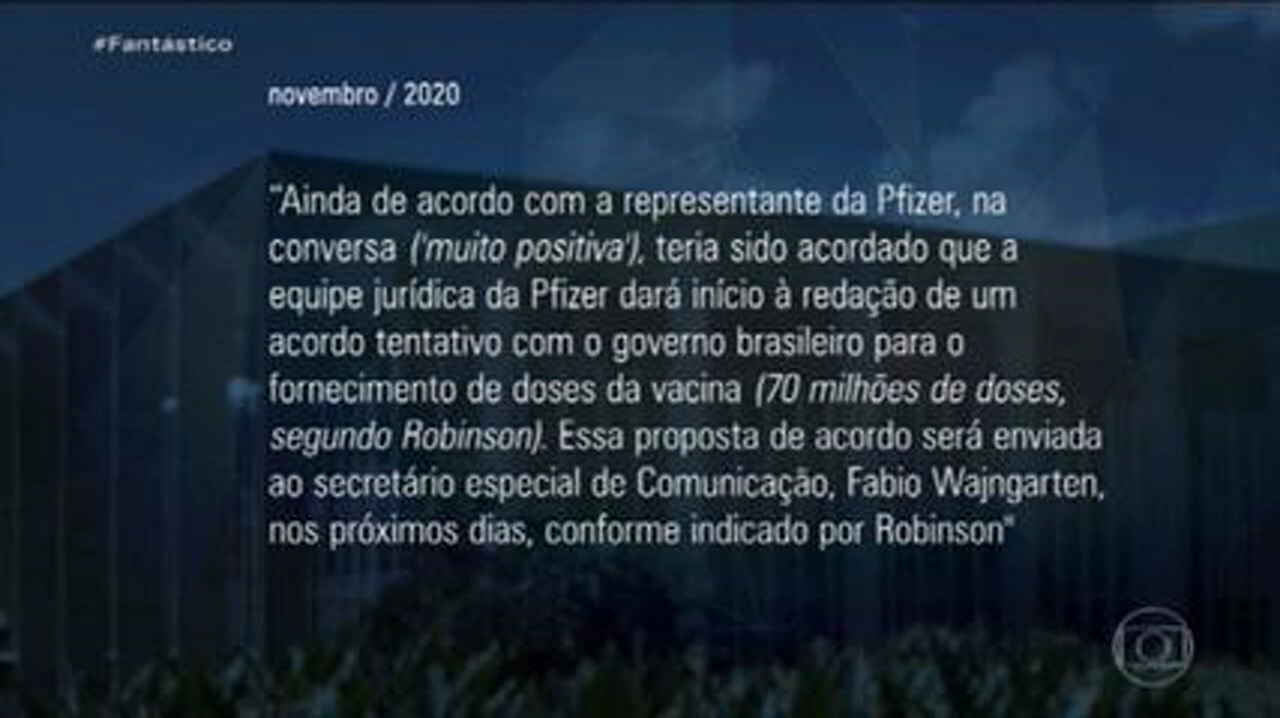 #Fantástico
novembro / 2020
"Ainda de acordo com a representante da Pfizer, na
conversa ('muito positiva'), teria sido acordado que a
equipe jurídica da Pfizer dará início à redação de um
acordo tentativo com o governo brasileiro para o
fornecimento de doses da vacina (70 milhões de doses,
segundo Robinson). Essa proposta de acordo será enviada
ao secretário especial de Comunicação, Fabio Wajngarten,
nos próximos dias, conforme indicado por Robinson"